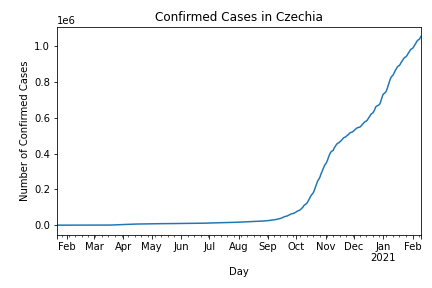 Confirmed Cases in Czechia
1e6
Number of Confirmed Cases
1.0
0.8
0.6
0.4
0.2
0.0
Feb Mar Apr May Jun Jul Aug Sep Oct Nov Dec Jan Feb
2021
Day